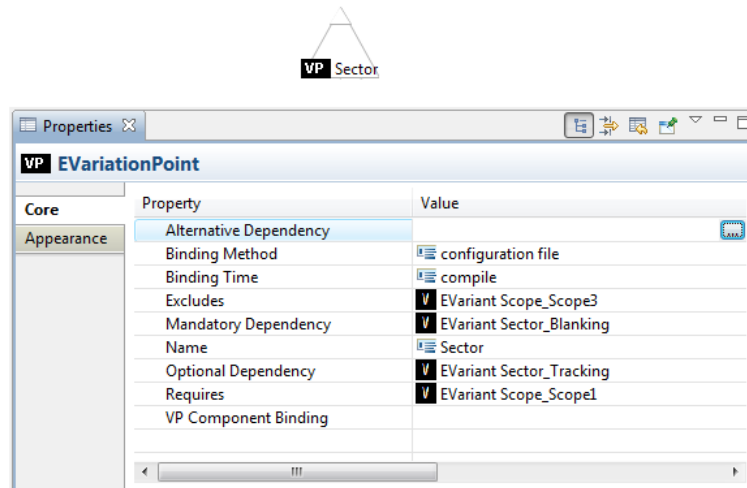 VP Sector
Properties
VP EVariationPoint
Core
Appearance
Property Value
Alternative Dependency ...
Binding Method configuration file
Binding Time compile
Excludes V EVariant Scope_Scope3
Mandatory Dependency V EVariant Sector_Blanking
Name Sector
Optional Dependency V EVariant Sector_Tracking
Requires V EVariant Scope_Scope1
VP Component Binding